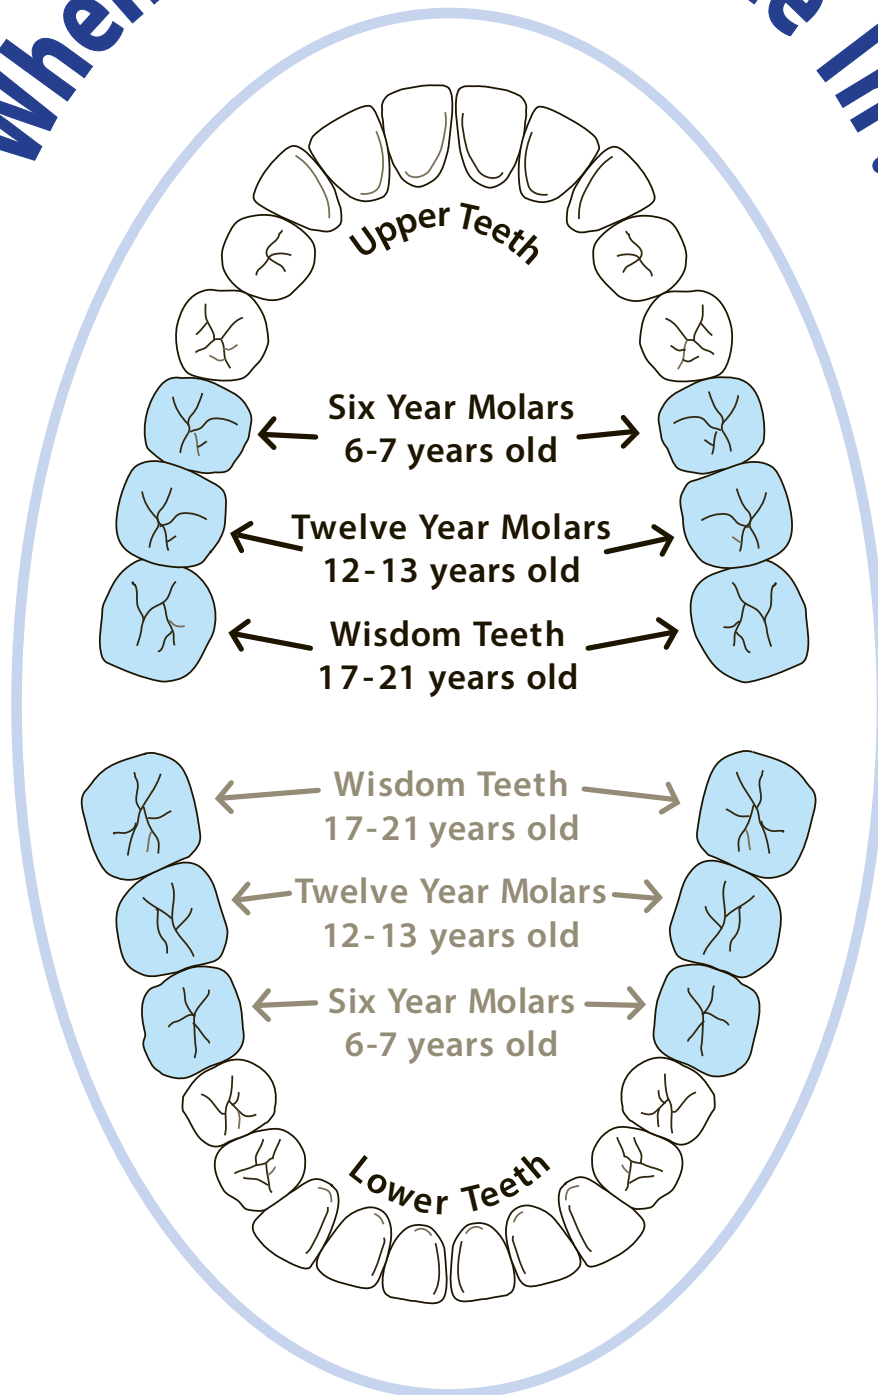 When
In
Upper Teeth
Six Year Molars
6-7 years old
Twelve Year Molars
12-13 years old
Wisdom Teeth
17-21 years old
Wisdom Teeth
17-21 years old
Twelve Year Molars
12-13 years old
Six Year Molars
6-7 years old
Lower Teeth